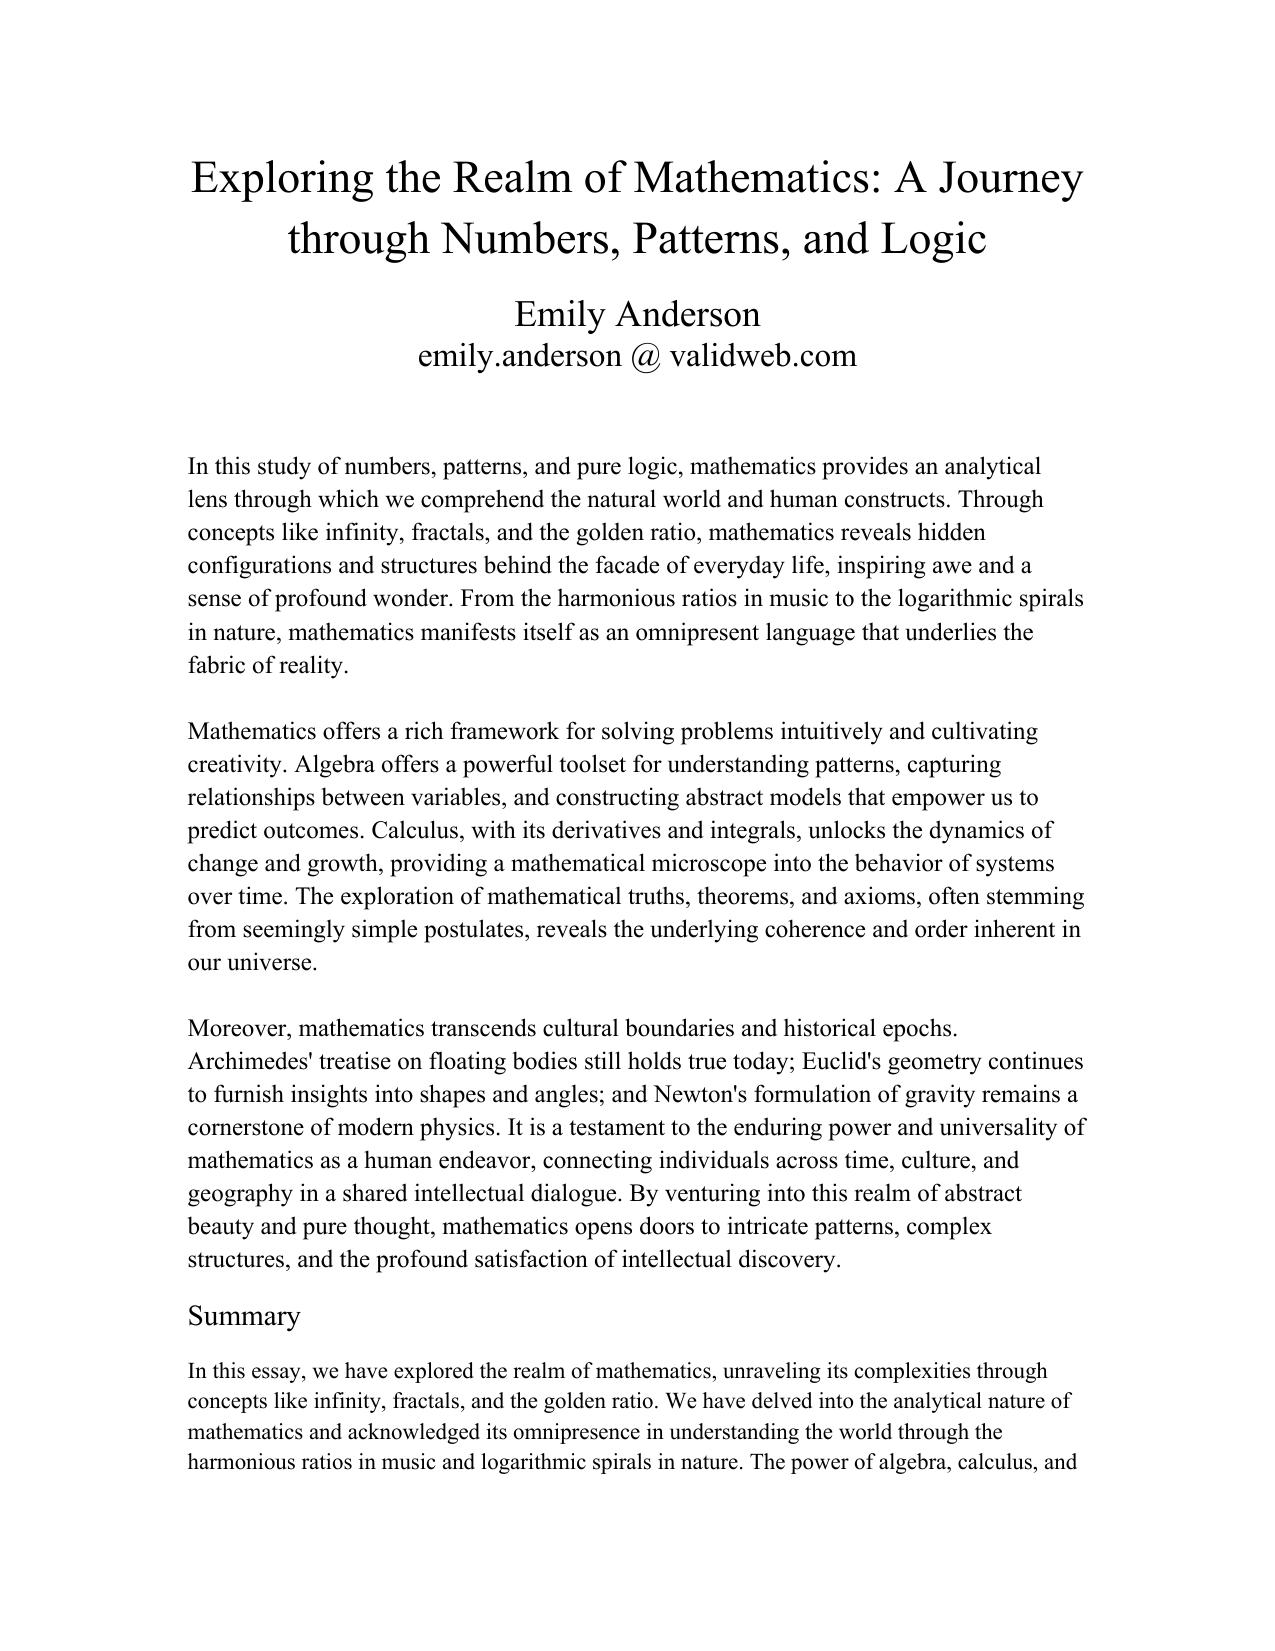 Exploring the Realm of Mathematics: A Journey
through Numbers, Patterns, and Logic
Emily Anderson
emily.anderson @ validweb.com
In this study of numbers, patterns, and pure logic, mathematics provides an analytical
lens through which we comprehend the natural world and human constructs. Through
concepts like infinity, fractals, and the golden ratio, mathematics reveals hidden
configurations and structures behind the facade of everyday life, inspiring awe and a
sense of profound wonder. From the harmonious ratios in music to the logarithmic spirals
in nature, mathematics manifests itself as an omnipresent language that underlies the
fabric of reality.
Mathematics offers a rich framework for solving problems intuitively and cultivating
creativity. Algebra offers a powerful toolset for understanding patterns, capturing
relationships between variables, and constructing abstract models that empower us to
predict outcomes. Calculus, with its derivatives and integrals, unlocks the dynamics of
change and growth, providing a mathematical microscope into the behavior of systems
over time. The exploration of mathematical truths, theorems, and axioms, often stemming
from seemingly simple postulates, reveals the underlying coherence and order inherent in
our universe.
Moreover, mathematics transcends cultural boundaries and historical epochs.
Archimedes' treatise on floating bodies still holds true today; Euclid's geometry continues
to furnish insights into shapes and angles; and Newton's formulation of gravity remains a
cornerstone of modern physics. It is a testament to the enduring power and universality of
mathematics as a human endeavor, connecting individuals across time, culture, and
geography in a shared intellectual dialogue. By venturing into this realm of abstract
beauty and pure thought, mathematics opens doors to intricate patterns, complex
structures, and the profound satisfaction of intellectual discovery.
Summary
In this essay, we have explored the realm of mathematics, unraveling its complexities through
concepts like infinity, fractals, and the golden ratio. We have delved into the analytical nature of
mathematics and acknowledged its omnipresence in understanding the world through the
harmonious ratios in music and logarithmic spirals in nature. The power of algebra, calculus, and